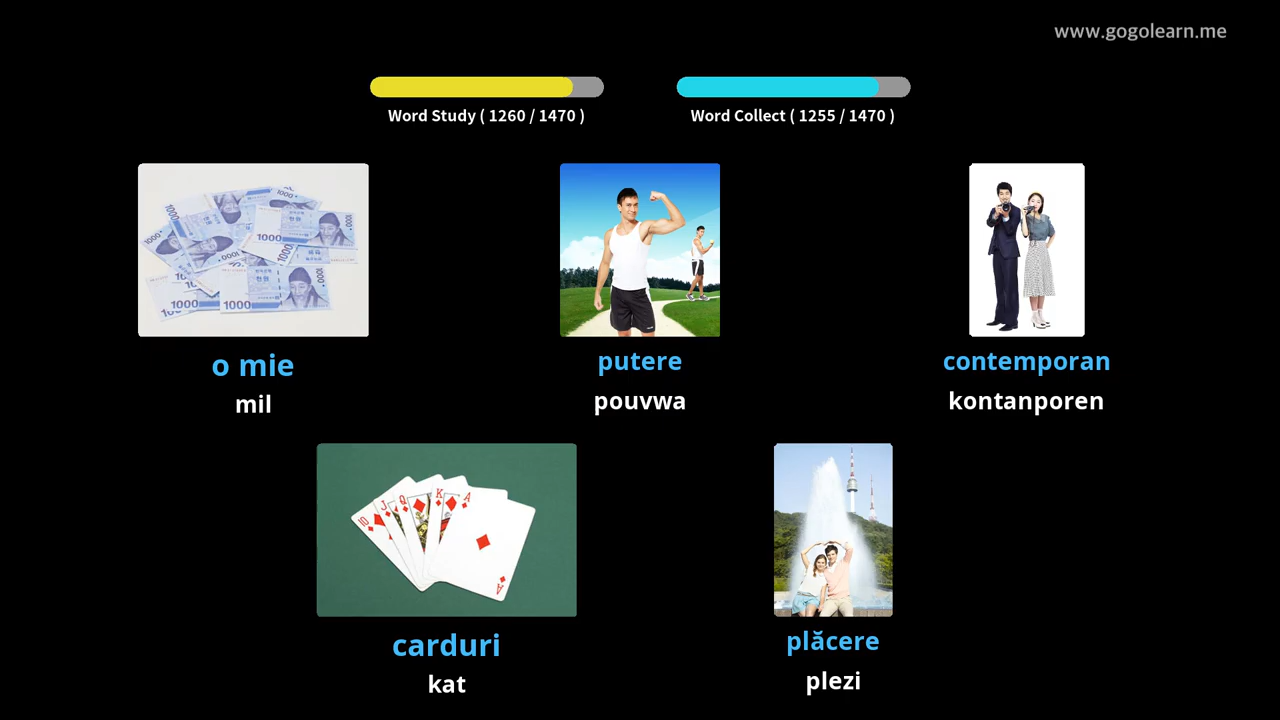 www.gogolearn.me
Word Study ( 1260 / 1470 )
Word Collect ( 1255 / 1470 )
o mie
mil
putere
pouvwa
contemporan
kontanporen
carduri
kat
plăcere
plezi